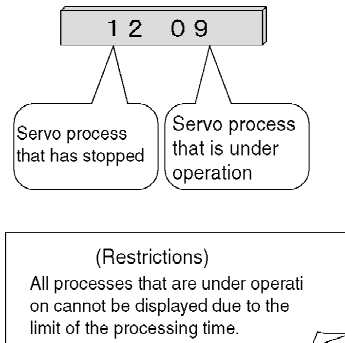 12 09
Servo process
that has stopped
Servo process
that is under
operation
(Restrictions)
All processes that are under operati
on cannot be displayed due to the
limit of the processing time.